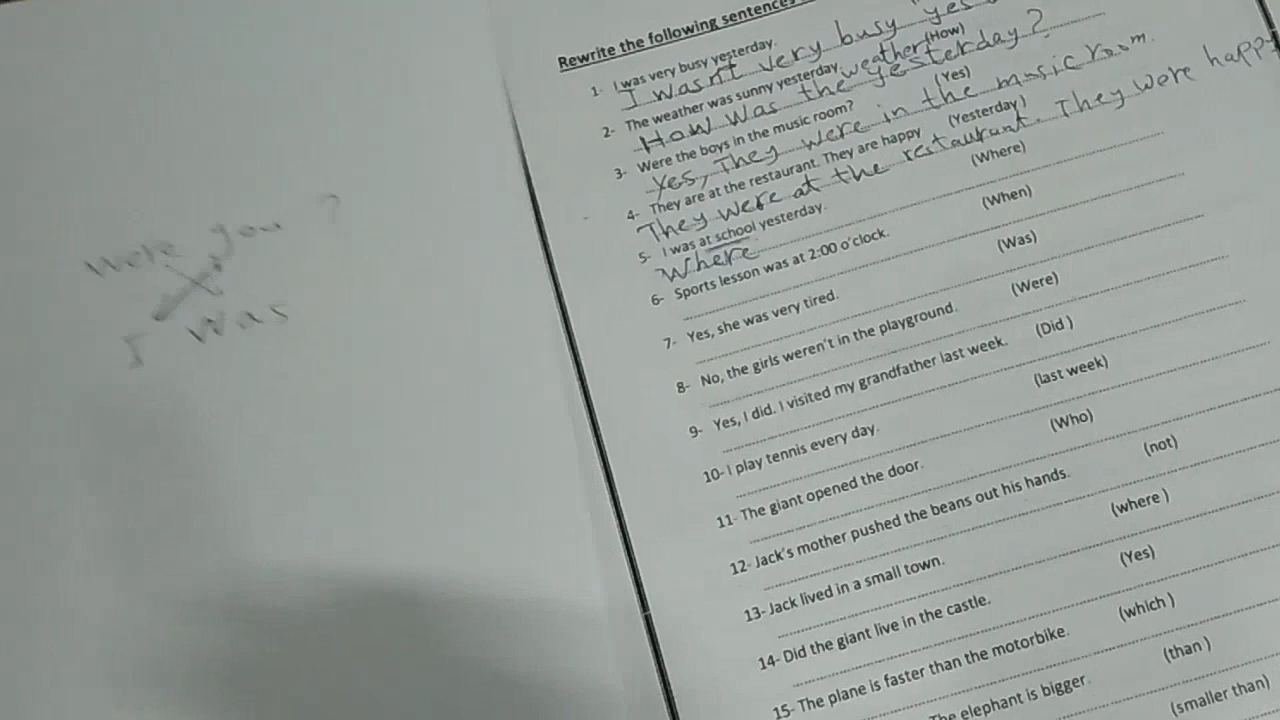 Rewrite the following sentences
1- I was very busy yesterday.
I wasn't very busy yes
2- The weather was sunny yesterday. (How)
How was the weather yesterday?
3- Were the boys in the music room? (Yes)
Yes, They were in the music room.
4- They are at the restaurant. They are happy (Yesterday)
They were at the restaurant. They were happy
5- I was at school yesterday. (Where)
Where
6- Sports lesson was at 2:00 o'clock. (When)
7- Yes, she was very tired. (Was)
8- No, the girls weren't in the playground. (Were)
9- Yes, I did. I visited my grandfather last week. (Did)
10- I play tennis every day. (last week)
11- The giant opened the door. (Who)
12- Jack's mother pushed the beans out his hands. (not)
13- Jack lived in a small town. (where)
14- Did the giant live in the castle. (Yes)
15- The plane is faster than the motorbike. (which)
The elephant is bigger. (than)
(smaller than)
were you?
I was